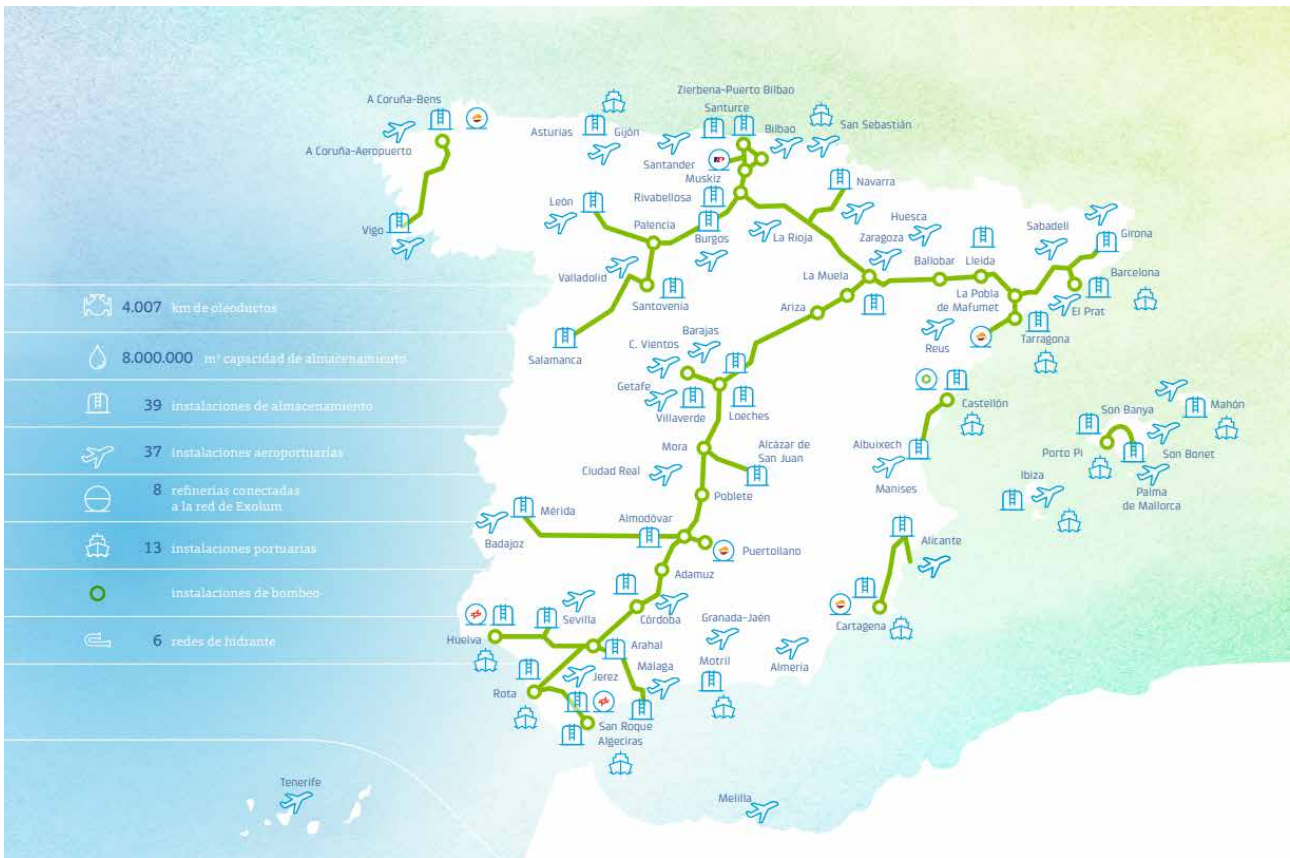 Zierbena-Puerto Bilbao
A Coruña-Bens
Santurce
Asturias
Gijón
Bilbao
San Sebastián
A Coruña-Aeropuerto
Santander
Muskiz
Navarra
León
Rivabellosa
Vigo
Palencia
Burgos
La Rioja
Huesca
Zaragoza
Sabadell
Girona
Valladolid
La Muela
Ballobar
Lleida
Barcelona
Santovenia
Ariza
La Pobla
de Mafumet
El Prat
4.007 km de oleoductos
Barajas
Reus
Tarragona
C. Vientos
Salamanca
8.000.000 m³ capacidad de almacenamiento
Getafe
Villaverde
Loeches
Castellón
39 instalaciones de almacenamiento
Son Banya
Mahón
Mora
Alcázar de
San Juan
Albuixech
Porto Pi
Son Bonet
37 instalaciones aeroportuarias
Ciudad Real
Manises
Ibiza
Palma
de Mallorca
8 refinerías conectadas
a la red de Exolum
Poblete
Mérida
Almodóvar
Badajoz
Puertollano
Alicante
13 instalaciones portuarias
Adamuz
instalaciones de bombeo
Sevilla
Córdoba
Granada-Jaén
Cartagena
Huelva
6 redes de hidrante
Arahal
Málaga
Motril
Almería
Jerez
Rota
San Roque
Algeciras
Tenerife
Melilla